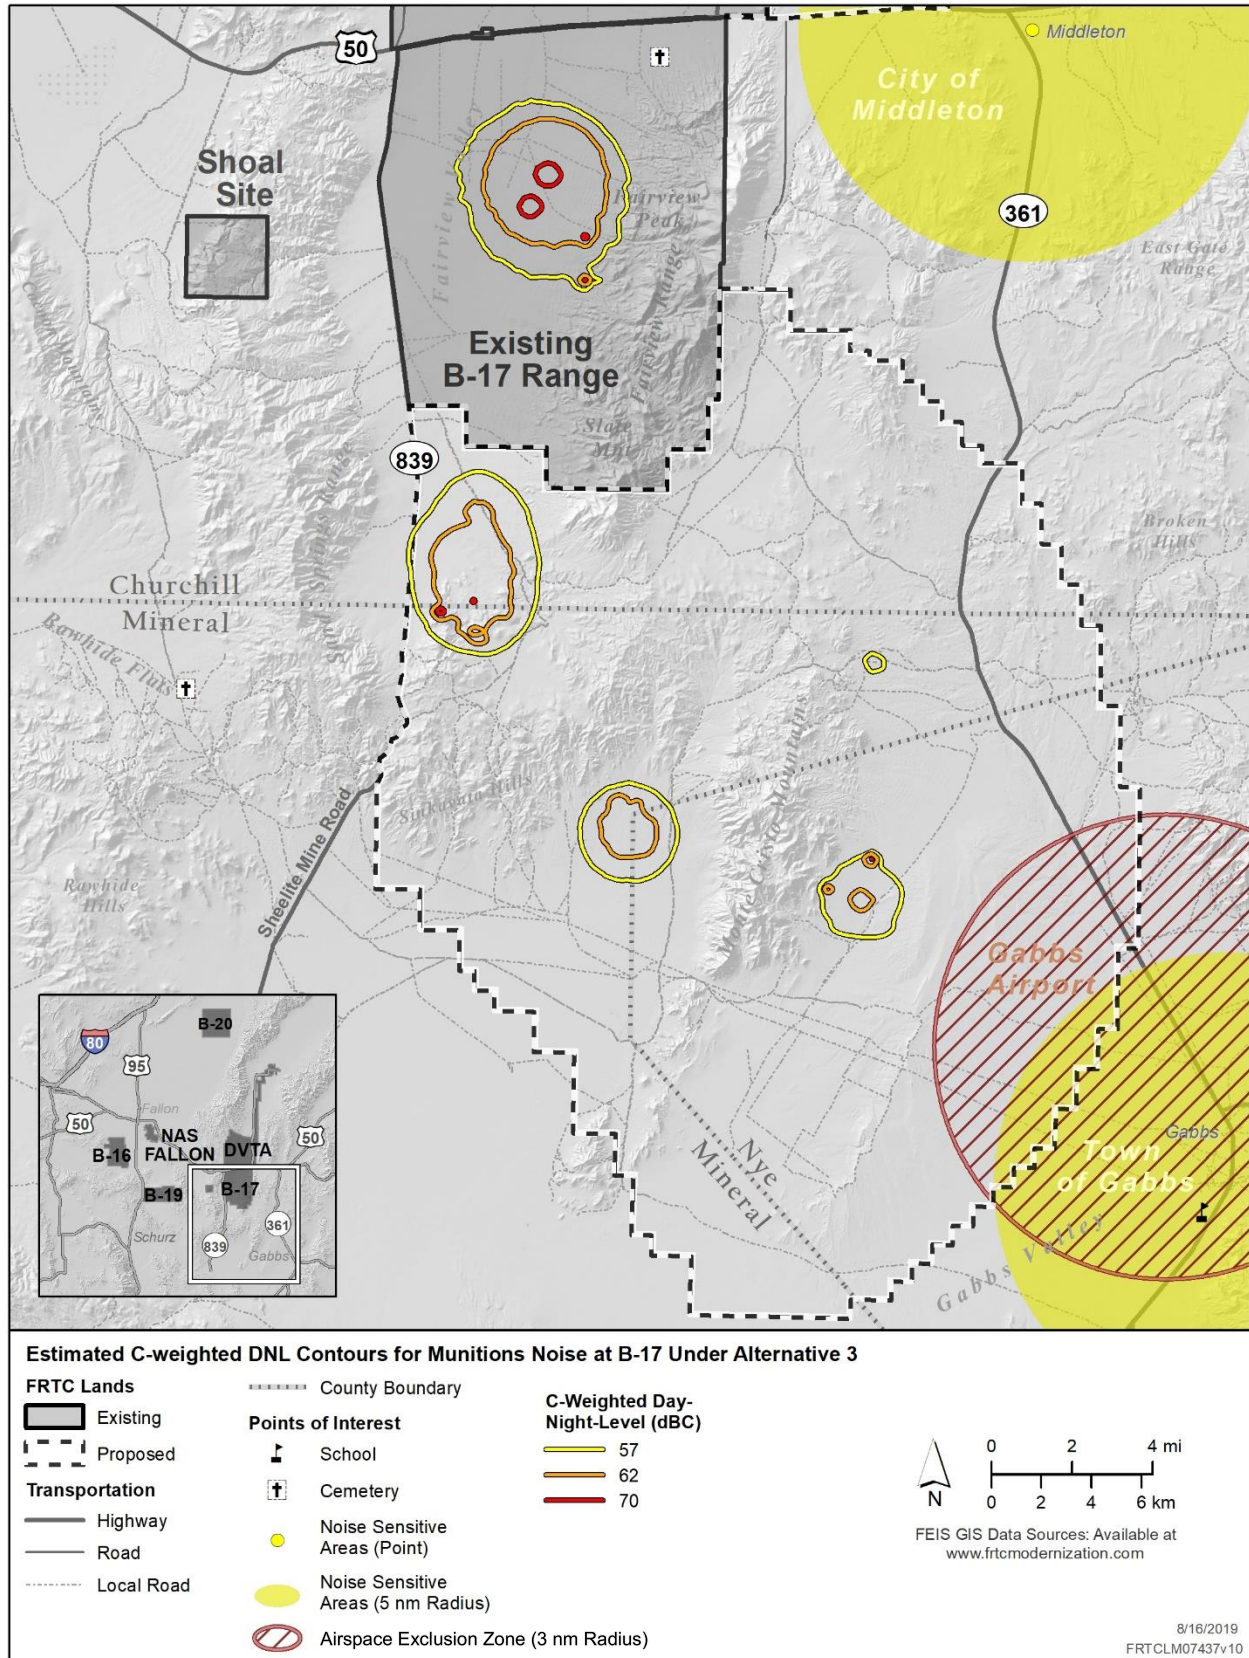 50
Middleton
City of
Middleton
Shoal
Site
Fairview Valley
Fairview
Peak
361
East Gate
Range
Fairview Range
Existing
B-17 Range
Slate
Mtn
839
Broken
Hills
Churchill
Mineral
Rawhide Flats
Sinkavata Hills
Monte Cristo Mountains
Sheelite Mine Road
Rawhide
Hills
Gabbs
Airport
Nye
Mineral
Gabbs
Town
of Gabbs
Gabbs Valley
B-20
80
95
Fallon
50
NAS
FALLON
DVTA
50
B-16
B-19
B-17
Schurz
839
361
Gabbs
Estimated C-weighted DNL Contours for Munitions Noise at B-17 Under Alternative 3
FRTC Lands
Existing
Proposed
Transportation
Highway
Road
Local Road
County Boundary
Points of Interest
School
Cemetery
Noise Sensitive
Areas (Point)
Noise Sensitive
Areas (5 nm Radius)
Airspace Exclusion Zone (3 nm Radius)
C-Weighted Day-
Night-Level (dBC)
57
62
70
N
0 2 4 mi
0 2 4 6 km
FEIS GIS Data Sources: Available at
www.frtcmodernization.com
8/16/2019
FRTCLM07437v10